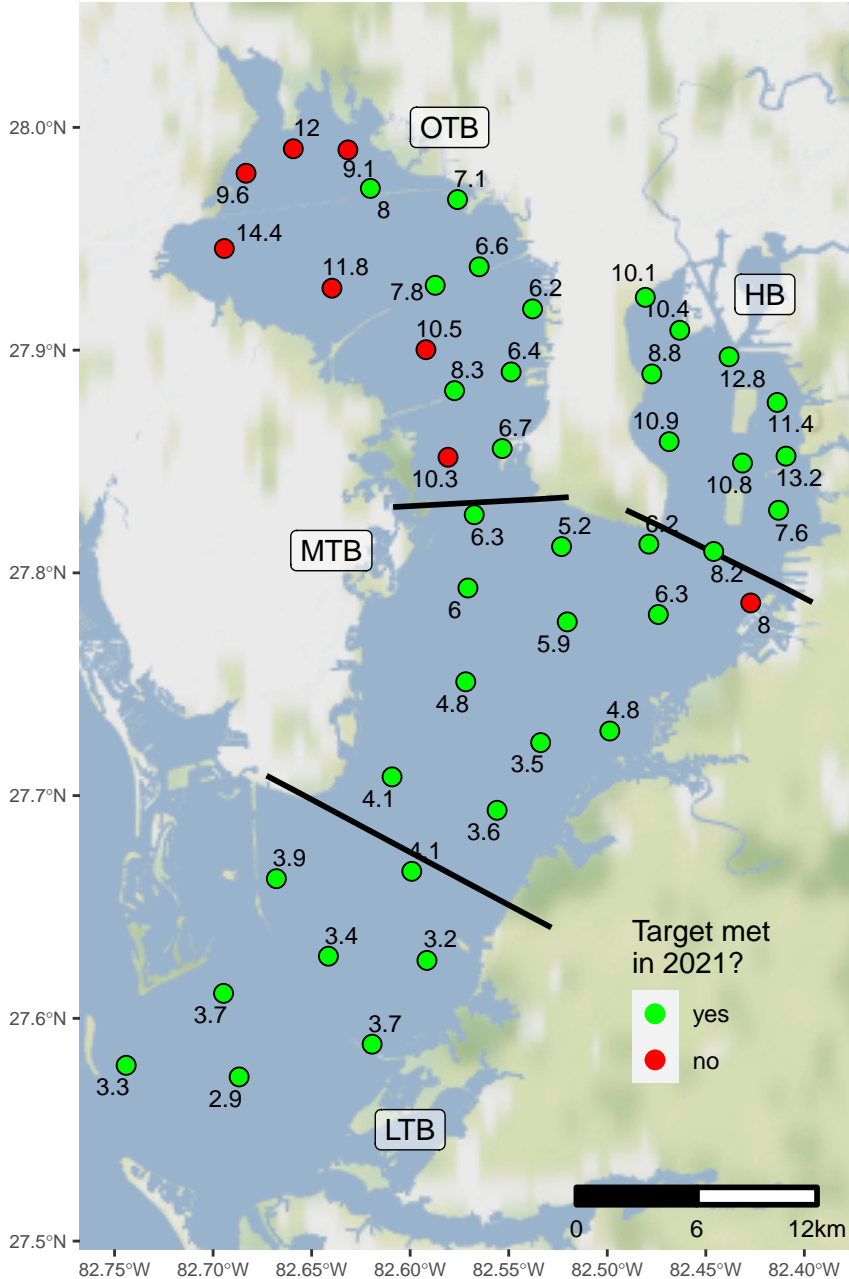 28.0°N
27.9°N
27.8°N
27.7°N
27.6°N
27.5°N
12
OTB
9.1
9.6
8
7.1
14.4
11.8
7.8
6.6
6.2
10.1
HB
10.4
10.5
8.3
6.4
8.8
12.8
11.4
6.7
10.9
10.3
10.8
13.2
6.3
5.2
6.2
7.6
MTB
8.2
6
5.9
6.3
8
4.8
4.8
3.5
4.1
3.6
3.9
4.1
3.4
3.2
3.7
3.7
3.3
2.9
LTB
Target met
in 2021?
yes
no
0 6 12km
82.75°W 82.70°W 82.65°W 82.60°W 82.55°W 82.50°W 82.45°W 82.40°W